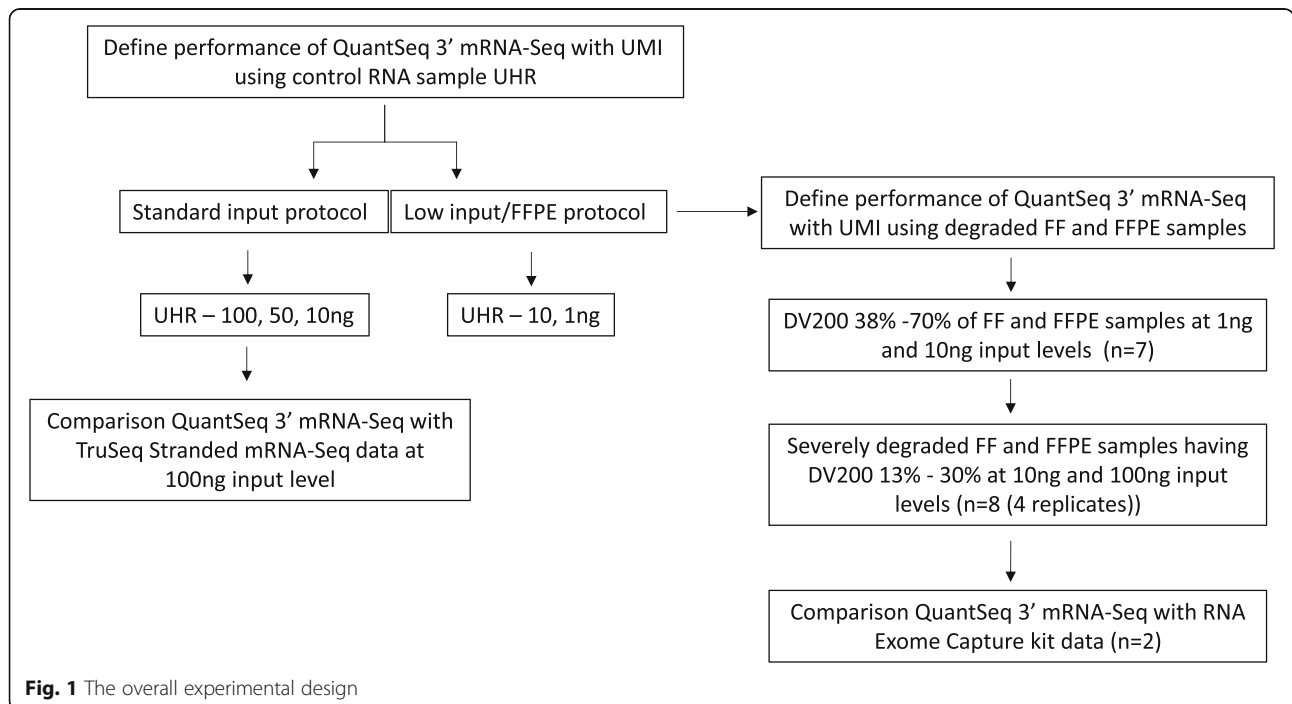 Define performance of QuantSeq 3’ mRNA-Seq with UMI
using control RNA sample UHR
Standard input protocol
Low input/FFPE protocol
UHR – 100, 50, 10ng
UHR – 10, 1ng
Comparison QuantSeq 3’ mRNA-Seq with
TruSeq Stranded mRNA-Seq data at
100ng input level
Define performance of QuantSeq 3’ mRNA-Seq
with UMI using degraded FF and FFPE samples
DV200 38% -70% of FF and FFPE samples at 1ng
and 10ng input levels (n=7)
Severely degraded FF and FFPE samples having
DV200 13% - 30% at 10ng and 100ng input
levels (n=8 (4 replicates))
Comparison QuantSeq 3’ mRNA-Seq with RNA
Exome Capture kit data (n=2)
Fig. 1 The overall experimental design